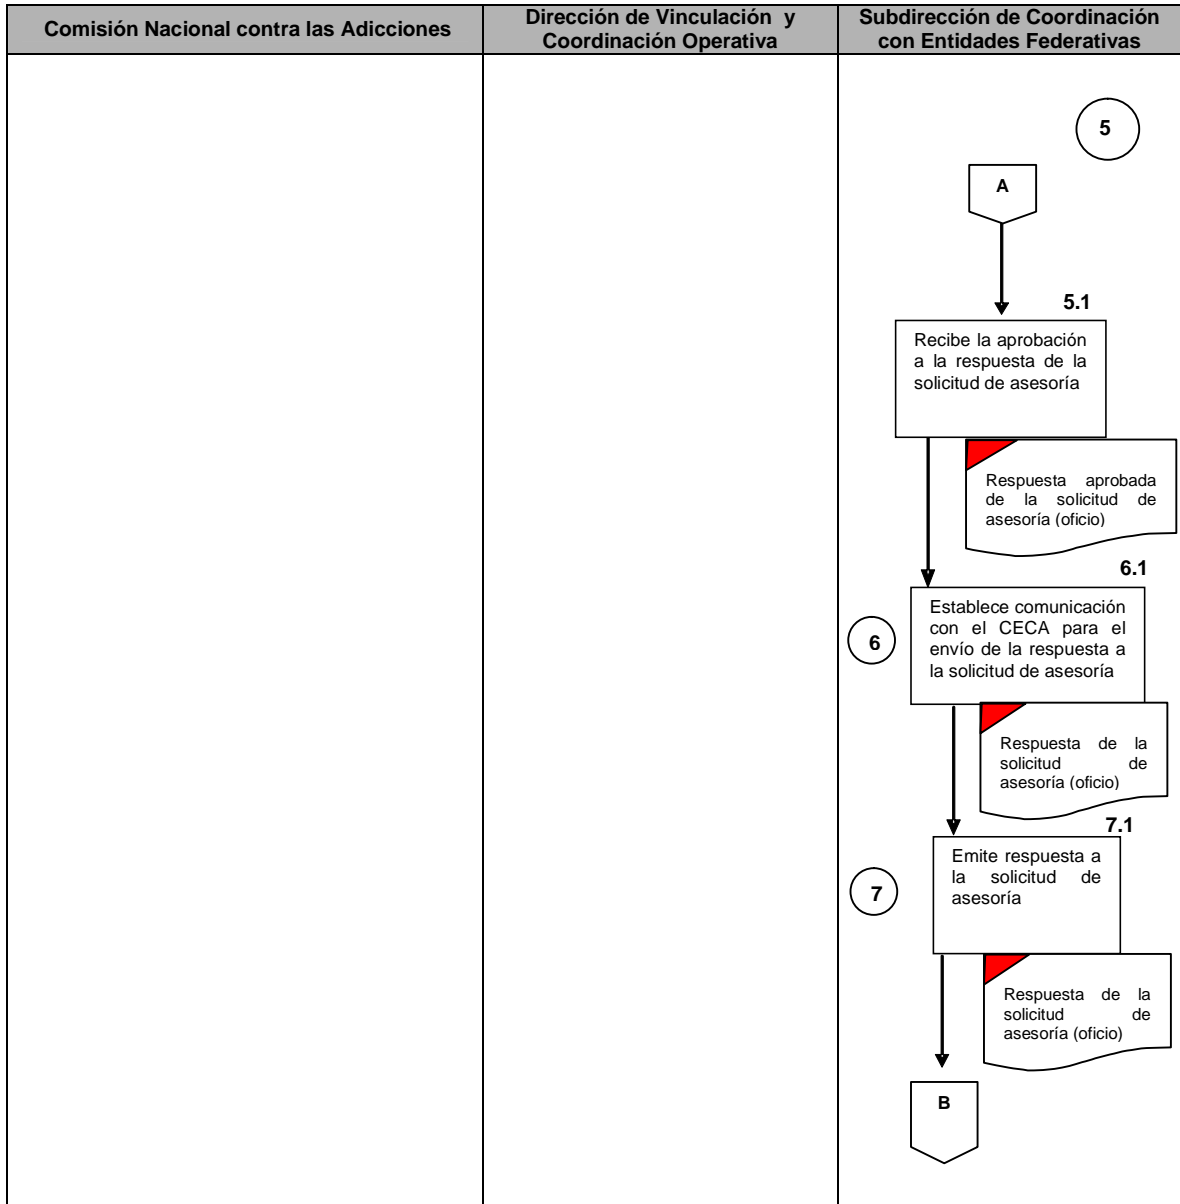 Comisión Nacional contra las Adicciones
Dirección de Vinculación y
Coordinación Operativa
Subdirección de Coordinación
con Entidades Federativas
5
A
5.1
Recibe la aprobación
a la respuesta de la
solicitud de asesoría
Respuesta aprobada
de la solicitud de
asesoría (oficio)
6.1
6
Establece comunicación
con el CECA para el
envío de la respuesta a
la solicitud de asesoría
Respuesta de la
solicitud de
asesoría (oficio)
7.1
7
Emite respuesta a
la solicitud de
asesoría
Respuesta de la
solicitud de
asesoría (oficio)
B